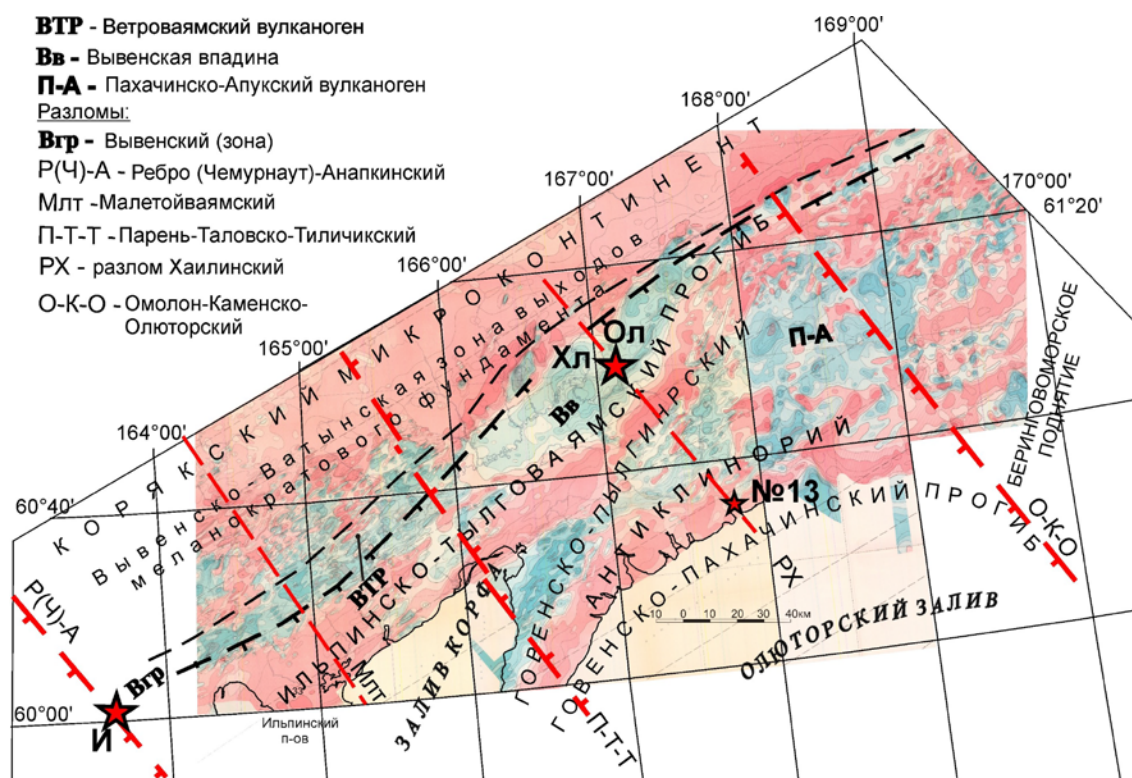 ВТР - Ветроваямский вулканоген
Вв - Вывенская впадина
П-А - Пахачинско-Апукский вулканоген
Разломы:
Вгр - Вывенский (зона)
Р(Ч)-А - Ребро (Чемурнаут)-Анапкинский
Млт -Малетойваямский
П-Т-Т -Парень-Таловско-Тиличикский
РХ - разлом Хаилинский
О-К-О - Омолон-Каменско-
Олюторский
169°00'
168°00'
167°00'
166°00'
165°00'
164°00'
170°00'
61°20'
60°40'
60°00'
КОРЯКСКИЙ МИКРОКОНТИНЕНТ
Вывенско-Ватынская зона выходов
меланократового фундамента
ИЛЬПИНСКО-ТЫЛГОВАЯМСКИЙ ПРОГИБ
ГОВЕНСКО-ПЫЛГИНРСКИЙ
АНТИКЛИНОРИЙ
ГОВЕНСКО-ПАХАЧИНСКИЙ ПРОГИБ
БЕРИНГОВОМОРСКОЕ
ПОДНЯТИЕ
Ол
Хл
Вв
П-А
№13
ВТР
Вгр
Р(Ч)-А
И
Млт
П-Т-Т
РХ
О-К-О
Ильпинский
п-ов
ЗАЛИВ КОРФА
ОЛЮТОРСКИЙ ЗАЛИВ
10 0 10 20 30 40км